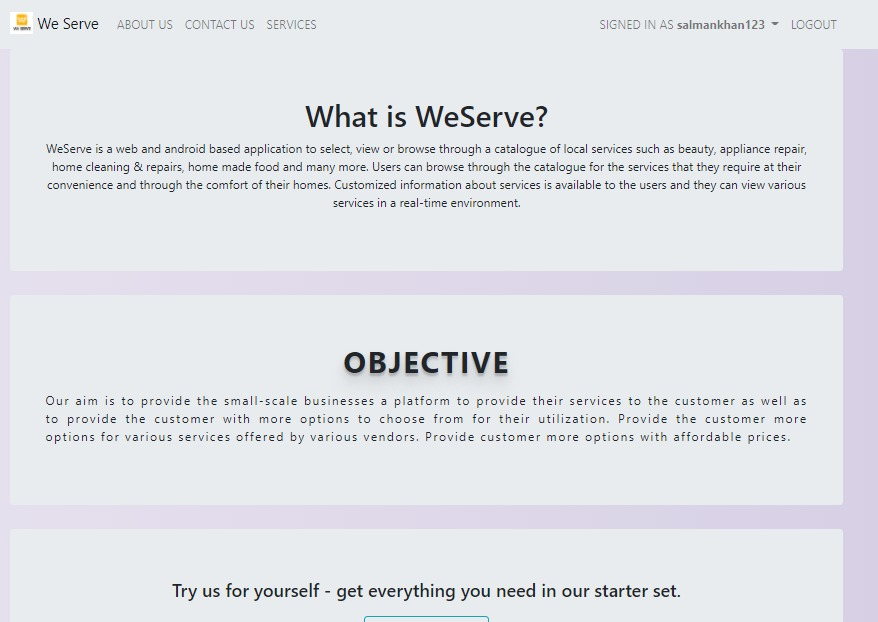 We Serve ABOUT US CONTACT US SERVICES SIGNED IN AS salmankhan123 LOGOUT
What is WeServe?
WeServe is a web and android based application to select, view or browse through a catalogue of local services such as beauty, appliance repair,
home cleaning & repairs, home made food and many more. Users can browse through the catalogue for the services that they require at their
convenience and through the comfort of their homes. Customized information about services is available to the users and they can view various
services in a real-time environment.
OBJECTIVE
Our aim is to provide the small-scale businesses a platform to provide their services to the customer as well as
to provide the customer with more options to choose from for their utilization. Provide the customer more
options for various services offered by various vendors. Provide customer more options with affordable prices.
Try us for yourself - get everything you need in our starter set.